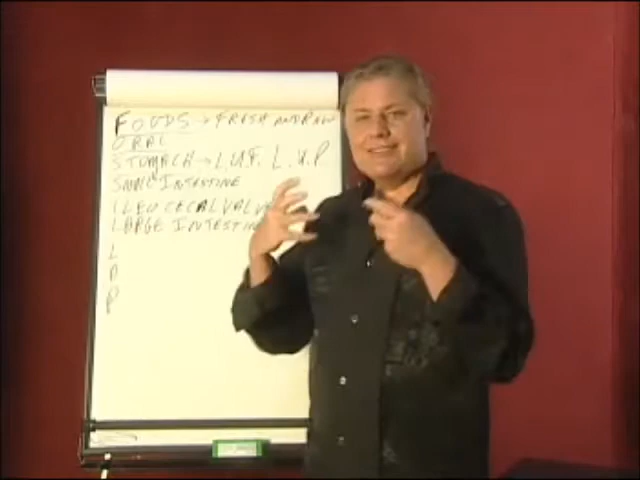 FOODS → FRESH AND RAW
ORAL
STOMACH → L.U.F. L.U.P
SMALL INTESTINE
ILEOCECAL VALVE
LARGE INTESTINE
L
P
P